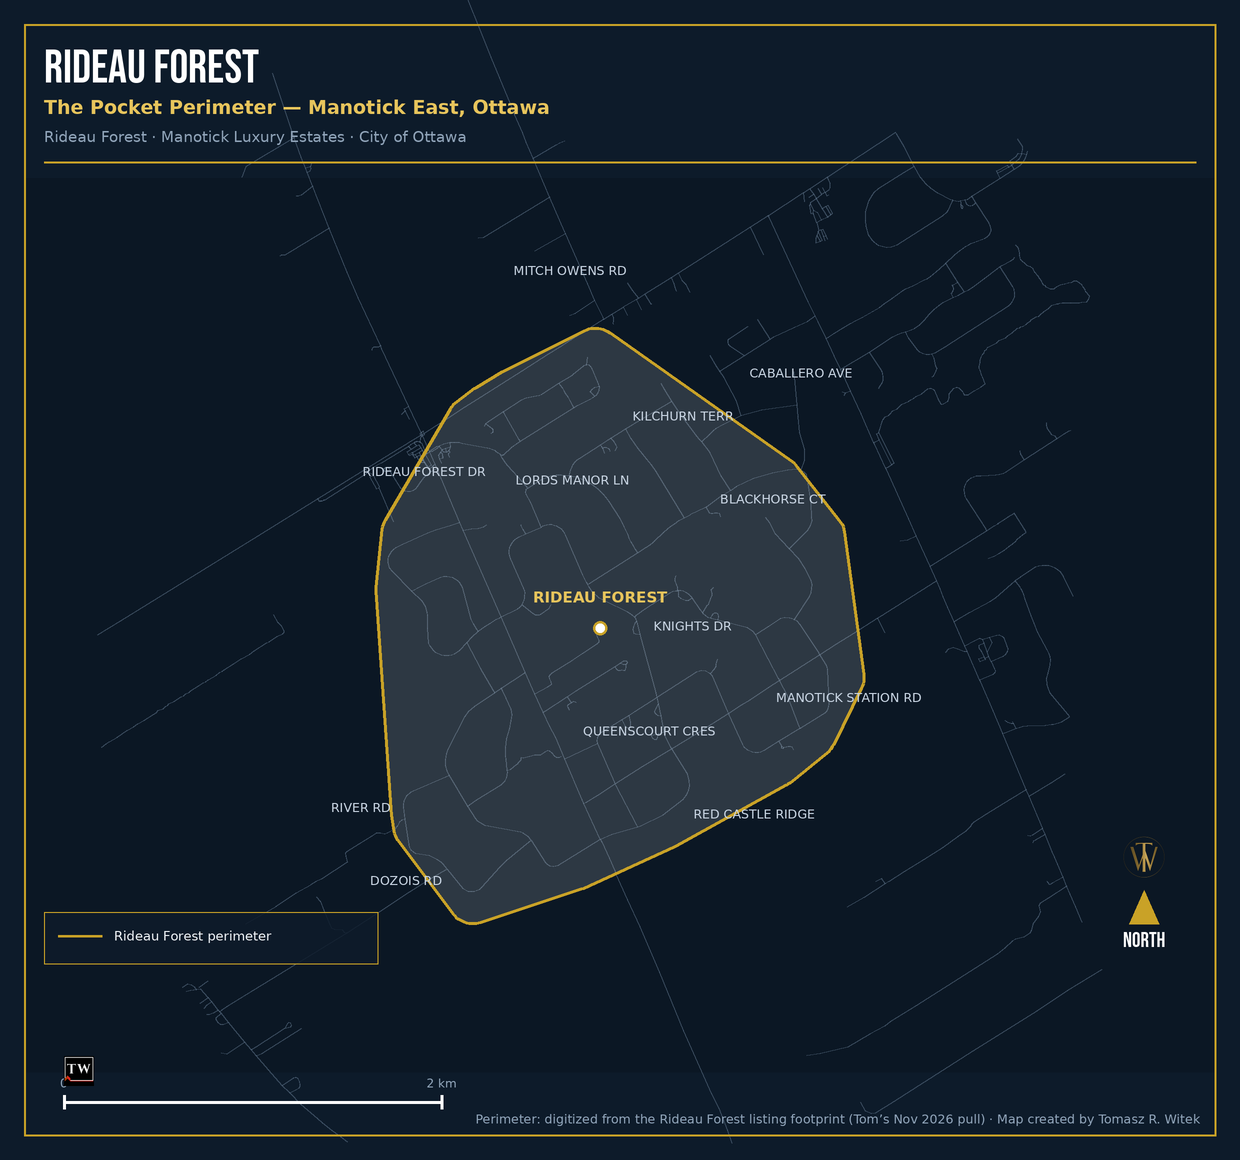 RIDEAU FOREST
The Pocket Perimeter — Manotick East, Ottawa
Rideau Forest · Manotick Luxury Estates · City of Ottawa
MITCH OWENS RD
CABALLERO AVE
KILCHURN TERR
RIDEAU FOREST DR
LORDS MANOR LN
BLACKHORSE CT
RIDEAU FOREST
KNIGHTS DR
MANOTICK STATION RD
QUEENSCOURT CRES
RIVER RD
RED CASTLE RIDGE
DOZOIS RD
TW
Rideau Forest perimeter
NORTH
TW
0 2 km
Perimeter: digitized from the Rideau Forest listing footprint (Tom’s Nov 2026 pull) · Map created by Tomasz R. Witek